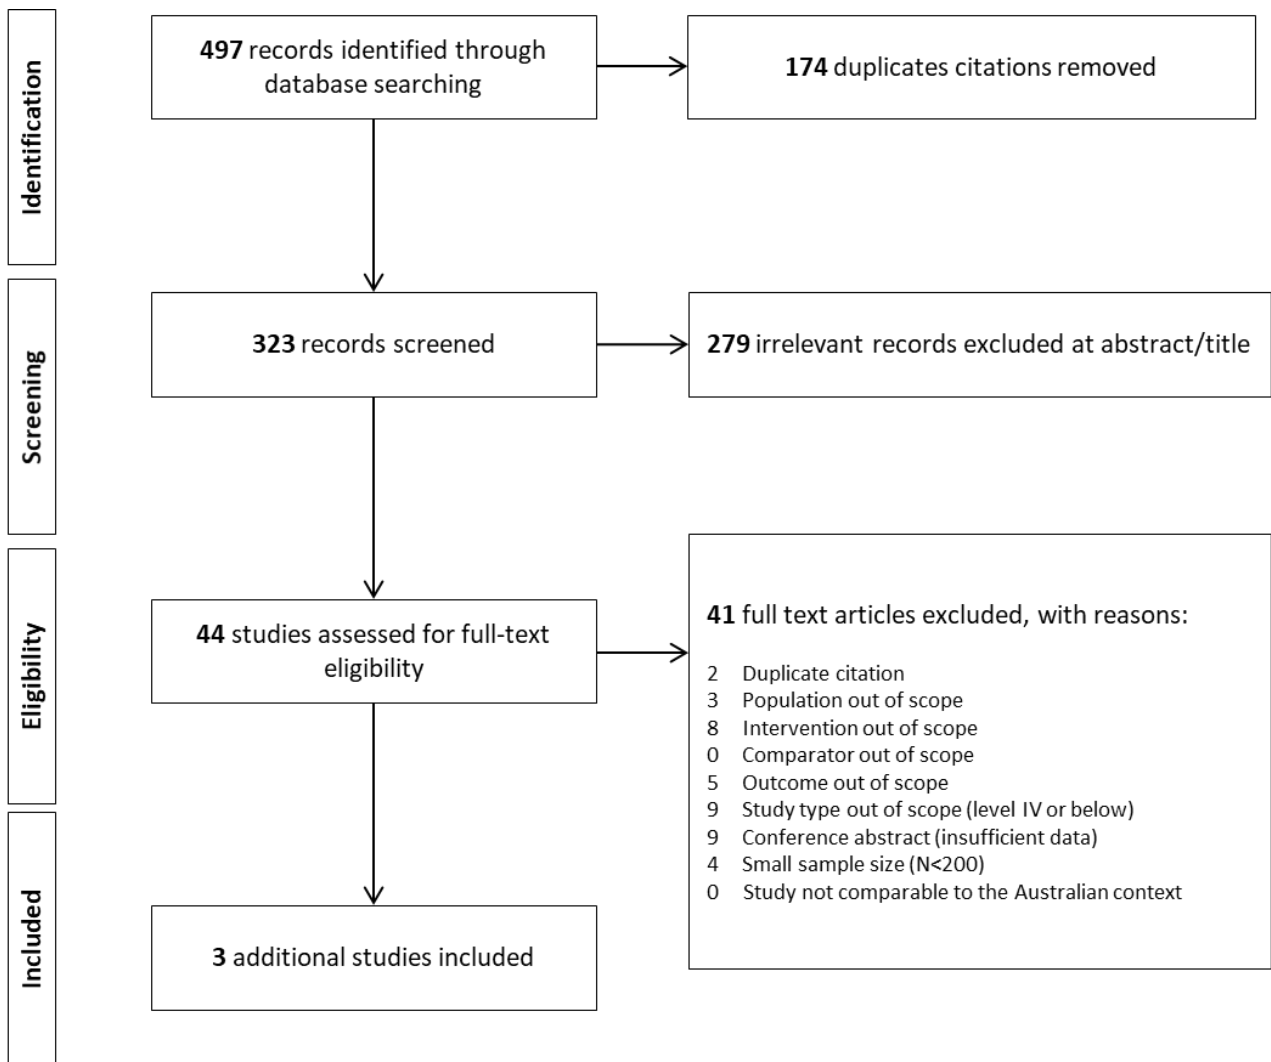 Identification
497 records identified through
database searching
174 duplicates citations removed
Screening
323 records screened
279 irrelevant records excluded at abstract/title
Eligibility
44 studies assessed for full-text
eligibility
41 full text articles excluded, with reasons:
2 Duplicate citation
3 Population out of scope
8 Intervention out of scope
0 Comparator out of scope
5 Outcome out of scope
9 Study type out of scope (level IV or below)
9 Conference abstract (insufficient data)
4 Small sample size (N<200)
0 Study not comparable to the Australian context
Included
3 additional studies included